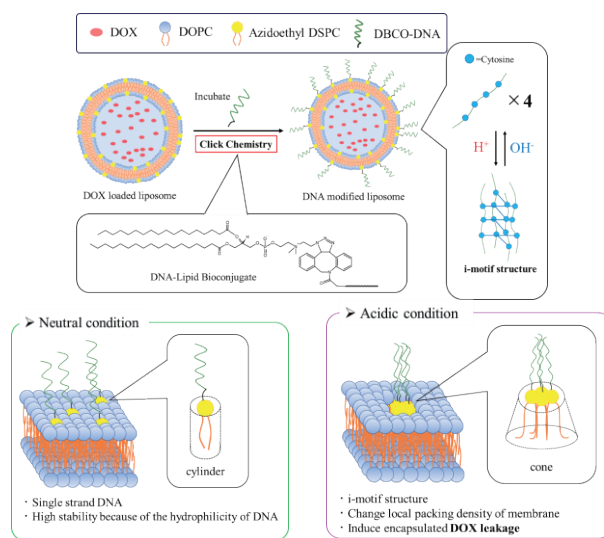 DOX
DOPC
Azidoethyl DSPC
DBCO-DNA
Incubate
Click Chemistry
DOX loaded liposome
DNA modified liposome
=Cytosine
× 4
H⁺
OH⁻
i-motif structure
DNA-Lipid Bioconjugate
➤ Neutral condition
cylinder
· Single strand DNA
· High stability because of the hydrophilicity of DNA
➤ Acidic condition
cone
· i-motif structure
· Change local packing density of membrane
· Induce encapsulated DOX leakage